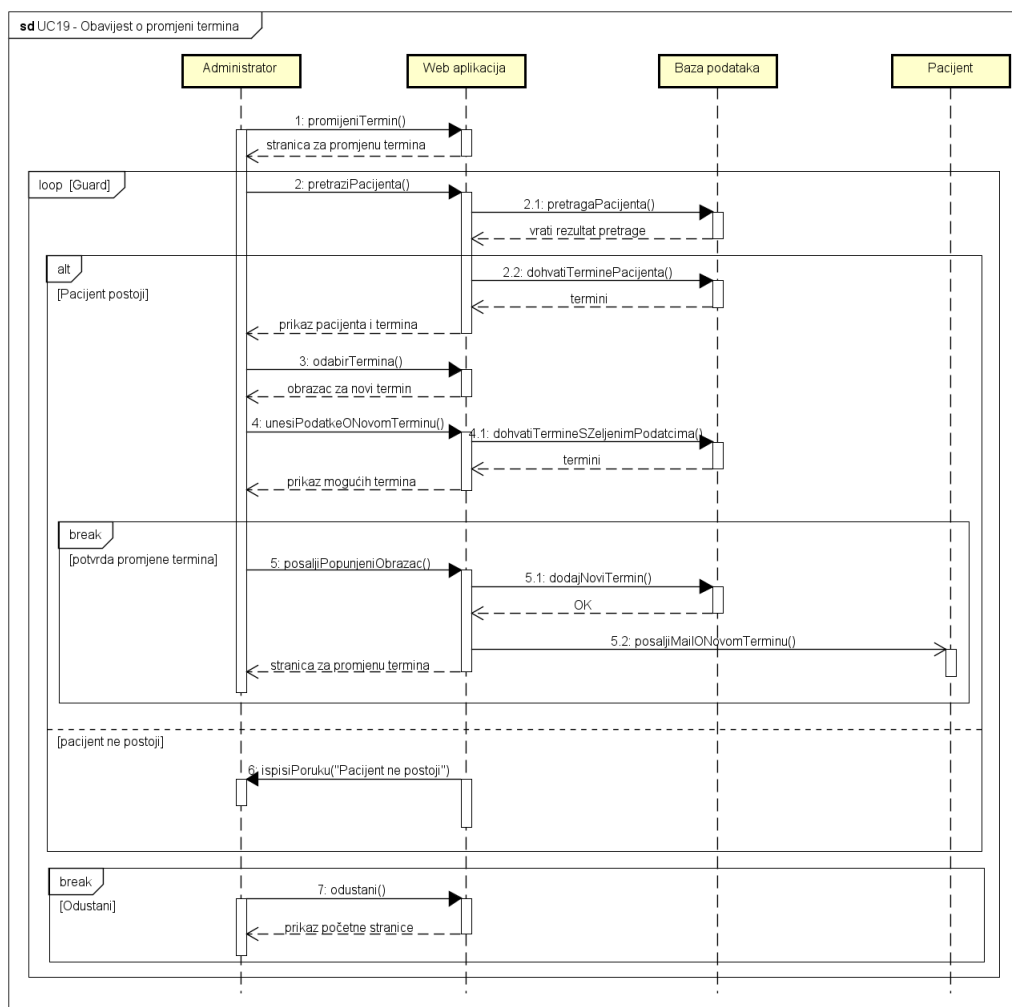 sd UC19 - Obavijest o promjeni termina
Administrator
Web aplikacija
Baza podataka
Pacijent
1: promijeniTermin()
stranica za promjenu termina
loop [Guard]
2: pretraziPacijenta()
2.1: pretragaPacijenta()
vrati rezultat pretrage
alt
[Pacijent postoji]
2.2: dohvatiTerminePacijenta()
termini
prikaz pacijenta i termina
3: odabirTermina()
obrazac za novi termin
4: unesiPodatkeONovomTerminu()
4.1: dohvatiTermineSZeljenimPodatcima()
termini
prikaz mogućih termina
break
[potvrda promjene termina]
5: posaljiPopunjeniObrazac()
5.1: dodajNoviTermin()
OK
5.2: posaljiMailONovomTerminu()
stranica za promjenu termina
[pacijent ne postoji]
6: ispisiPoruku("Pacijent ne postoji")
break
[Odustani]
7: odustani()
prikaz početne stranice